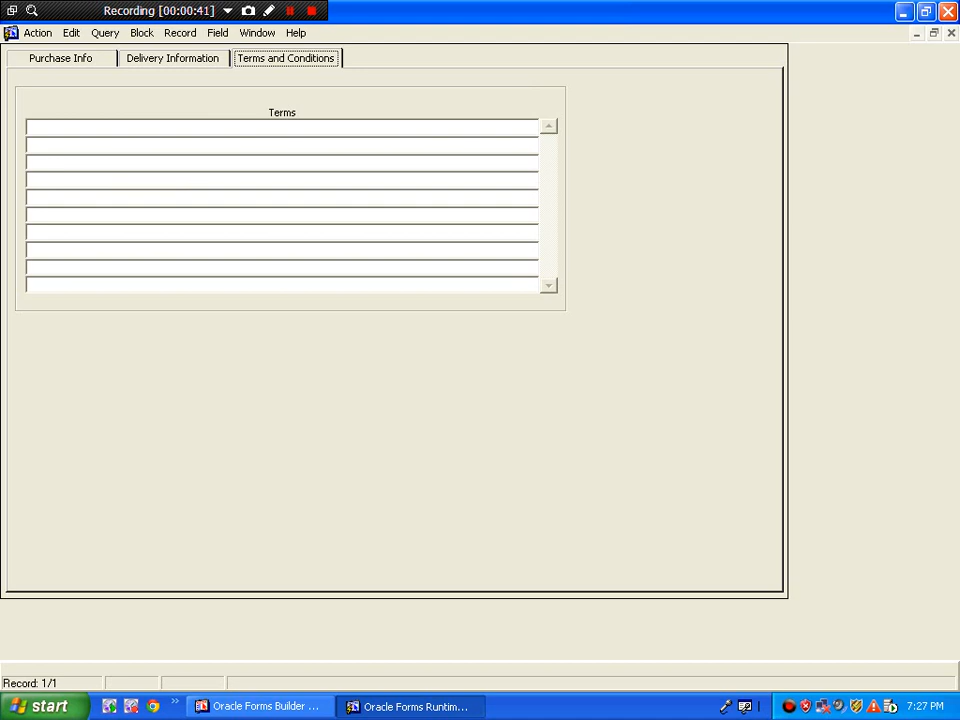 Recording [00:00:41]
Action Edit Query Block Record Field Window Help
Purchase Info Delivery Information Terms and Conditions
Terms
Record: 1/1
start Oracle Forms Builder ... Oracle Forms Runtim... 7:27 PM